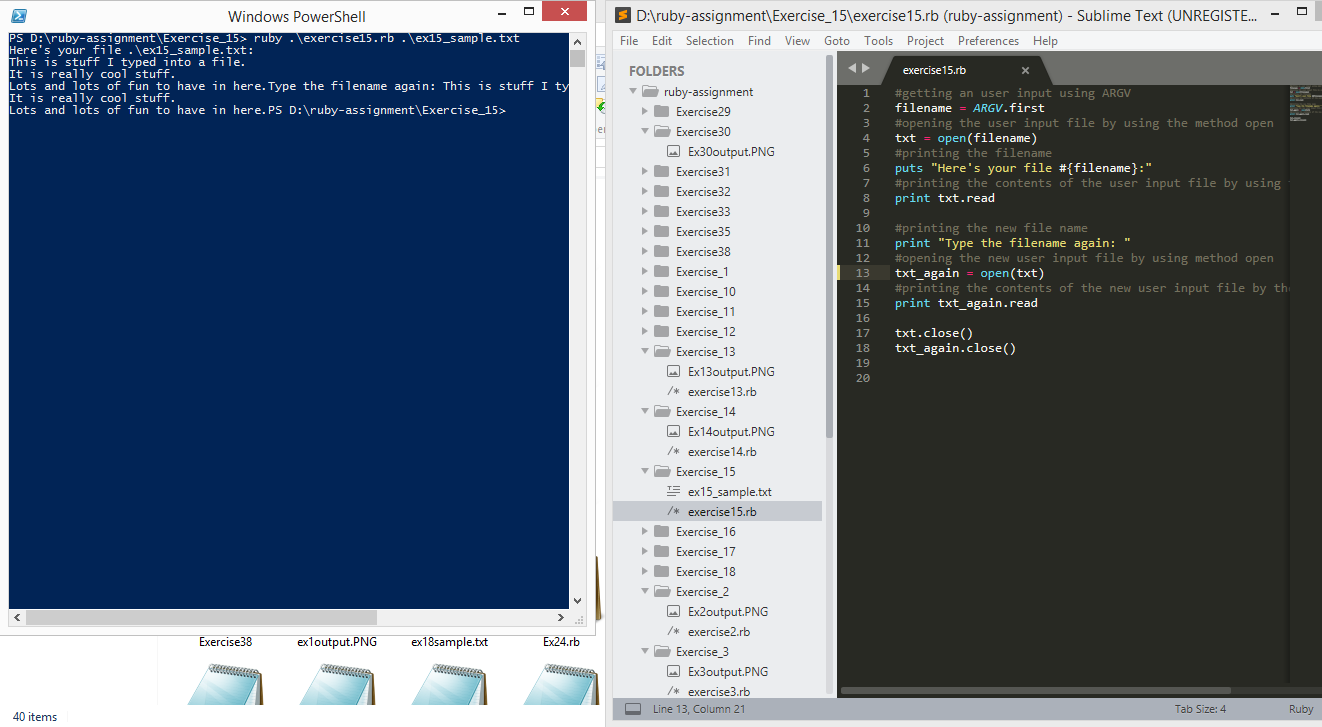 Windows PowerShell
PS D:\ruby-assignment\Exercise_15> ruby .\exercise15.rb .\ex15_sample.txt
Here's your file .\ex15_sample.txt:
This is stuff I typed into a file.
It is really cool stuff.
Lots and lots of fun to have in here.Type the filename again: This is stuff I ty
It is really cool stuff.
Lots and lots of fun to have in here.PS D:\ruby-assignment\Exercise_15>
Exercise38 ex1output.PNG ex18sample.txt Ex24.rb
40 items
D:\ruby-assignment\Exercise_15\exercise15.rb (ruby-assignment) - Sublime Text (UNREGISTE...
File Edit Selection Find View Goto Tools Project Preferences Help
FOLDERS
ruby-assignment
Exercise29
Exercise30
Ex30output.PNG
Exercise31
Exercise32
Exercise33
Exercise35
Exercise38
Exercise_1
Exercise_10
Exercise_11
Exercise_12
Exercise_13
Ex13output.PNG
/* exercise13.rb
Exercise_14
Ex14output.PNG
/* exercise14.rb
Exercise_15
ex15_sample.txt
/* exercise15.rb
Exercise_16
Exercise_17
Exercise_18
Exercise_2
Ex2output.PNG
/* exercise2.rb
Exercise_3
Ex3output.PNG
/* exercise3.rb
exercise15.rb
1 #getting an user input using ARGV
2 filename = ARGV.first
3 #opening the user input file by using the method open
4 txt = open(filename)
5 #printing the filename
6 puts "Here's your file #{filename}:"
7 #printing the contents of the user input file by using
8 print txt.read
9
10 #printing the new file name
11 print "Type the filename again: "
12 #opening the new user input file by using method open
13 txt_again = open(txt)
14 #printing the contents of the new user input file by the
15 print txt_again.read
16
17 txt.close()
18 txt_again.close()
19
20
Line 13, Column 21
Tab Size: 4
Ruby